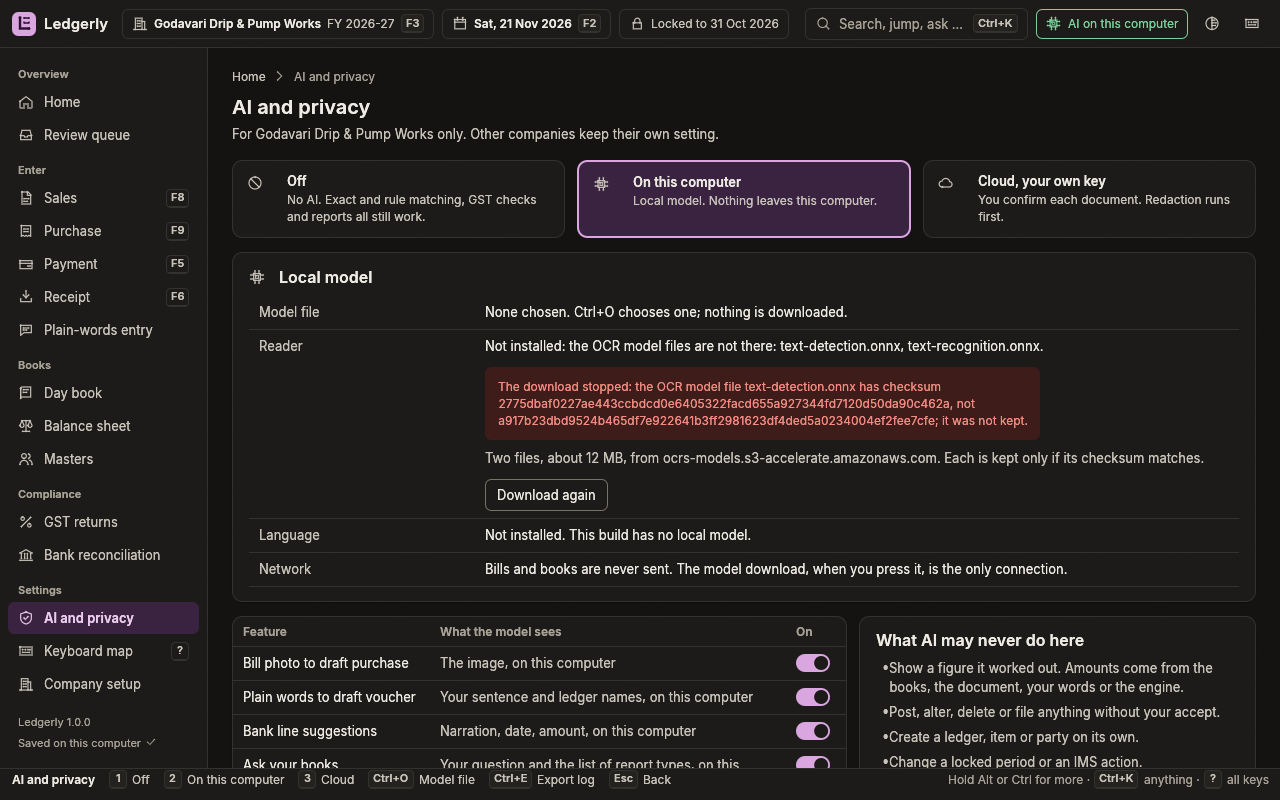 Ledgerly
Godavari Drip & Pump Works FY 2026-27 F3
Sat, 21 Nov 2026 F2
Locked to 31 Oct 2026
Search, jump, ask ... Ctrl+K
AI on this computer
Overview
Home
Review queue
Enter
Sales F8
Purchase F9
Payment F5
Receipt F6
Plain-words entry
Books
Day book
Balance sheet
Masters
Compliance
GST returns
Bank reconciliation
Settings
AI and privacy
Keyboard map ?
Company setup
Ledgerly 1.0.0
Saved on this computer
Home > AI and privacy
AI and privacy
For Godavari Drip & Pump Works only. Other companies keep their own setting.
Off
No AI. Exact and rule matching, GST checks
and reports all still work.
On this computer
Local model. Nothing leaves this computer.
Cloud, your own key
You confirm each document. Redaction runs
first.
Local model
Model file None chosen. Ctrl+O chooses one; nothing is downloaded.
Reader Not installed: the OCR model files are not there: text-detection.onnx, text-recognition.onnx.
The download stopped: the OCR model file text-detection.onnx has checksum
2775dbaf0227ae443ccbdcd0e6405322facd655a927344fd7120d50da90c462a, not
a917b23dbd9524b465df7e922641b3ff2981623df4ded5a0234004ef2fee7cfe; it was not kept.
Two files, about 12 MB, from ocrs-models.s3-accelerate.amazonaws.com. Each is kept only if its checksum matches.
Download again
Language Not installed. This build has no local model.
Network Bills and books are never sent. The model download, when you press it, is the only connection.
Feature What the model sees On
Bill photo to draft purchase The image, on this computer
Plain words to draft voucher Your sentence and ledger names, on this computer
Bank line suggestions Narration, date, amount, on this computer
Ask your books Your question and the list of report types, on this
What AI may never do here
•Show a figure it worked out. Amounts come from the
books, the document, your words or the engine.
•Post, alter, delete or file anything without your accept.
•Create a ledger, item or party on its own.
•Change a locked period or an IMS action.
AI and privacy 1 Off 2 On this computer 3 Cloud Ctrl+O Model file Ctrl+E Export log Esc Back
Hold Alt or Ctrl for more · Ctrl+K anything · ? all keys